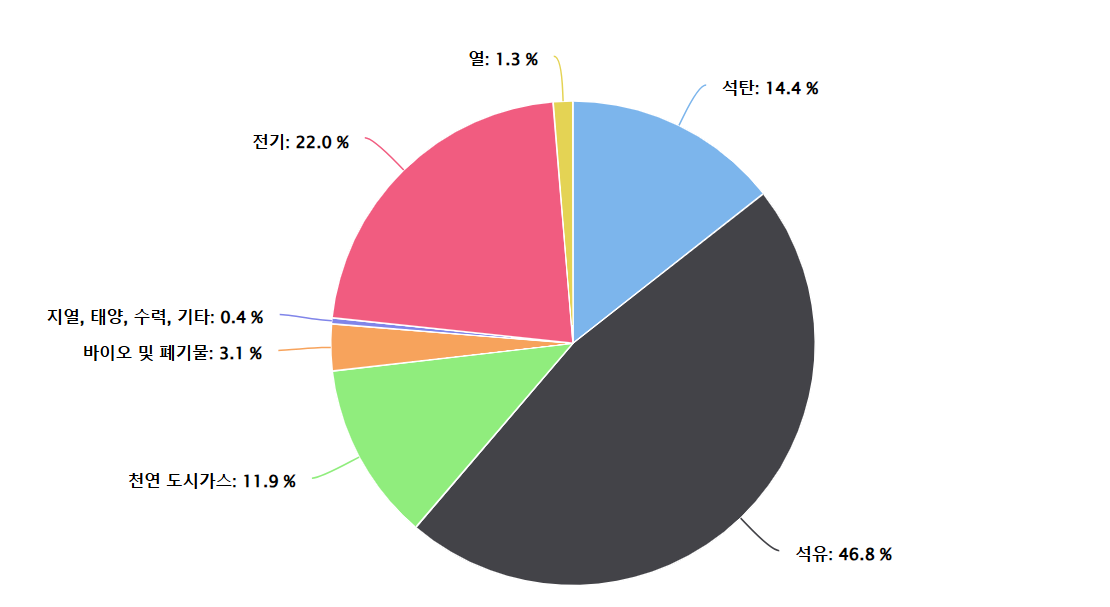 열: 1.3 %
석탄: 14.4 %
전기: 22.0 %
지열, 태양, 수력, 기타: 0.4 %
바이오 및 폐기물: 3.1 %
천연 도시가스: 11.9 %
석유: 46.8 %